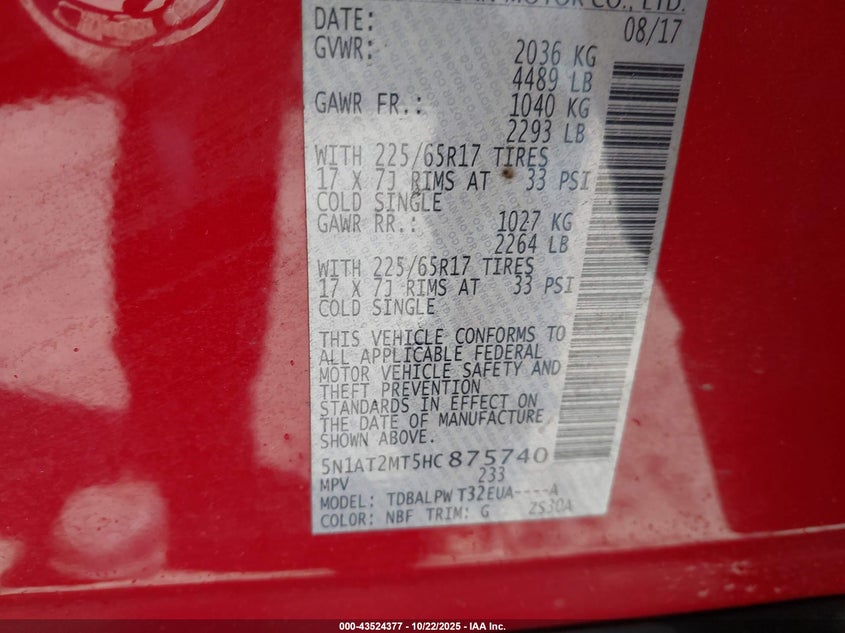 MOTOR CO., LTD.
DATE: 08/17
GVWR: 2036 KG
4489 LB
GAWR FR.: 1040 KG
2293 LB
WITH 225/65R17 TIRES
17 X 7J RIMS AT 33 PSI
COLD SINGLE
GAWR RR.: 1027 KG
2264 LB
WITH 225/65R17 TIRES
17 X 7J RIMS AT 33 PSI
COLD SINGLE
THIS VEHICLE CONFORMS TO
ALL APPLICABLE FEDERAL
MOTOR VEHICLE SAFETY AND
THEFT PREVENTION
STANDARDS IN EFFECT ON
THE DATE OF MANUFACTURE
SHOWN ABOVE.
5N1AT2MT5HC875740
MPV 233
MODEL: TDBALPW T32EUA----A
COLOR: NBF TRIM: G ZS30A
000-43524377 - 10/22/2025 - IAA Inc.